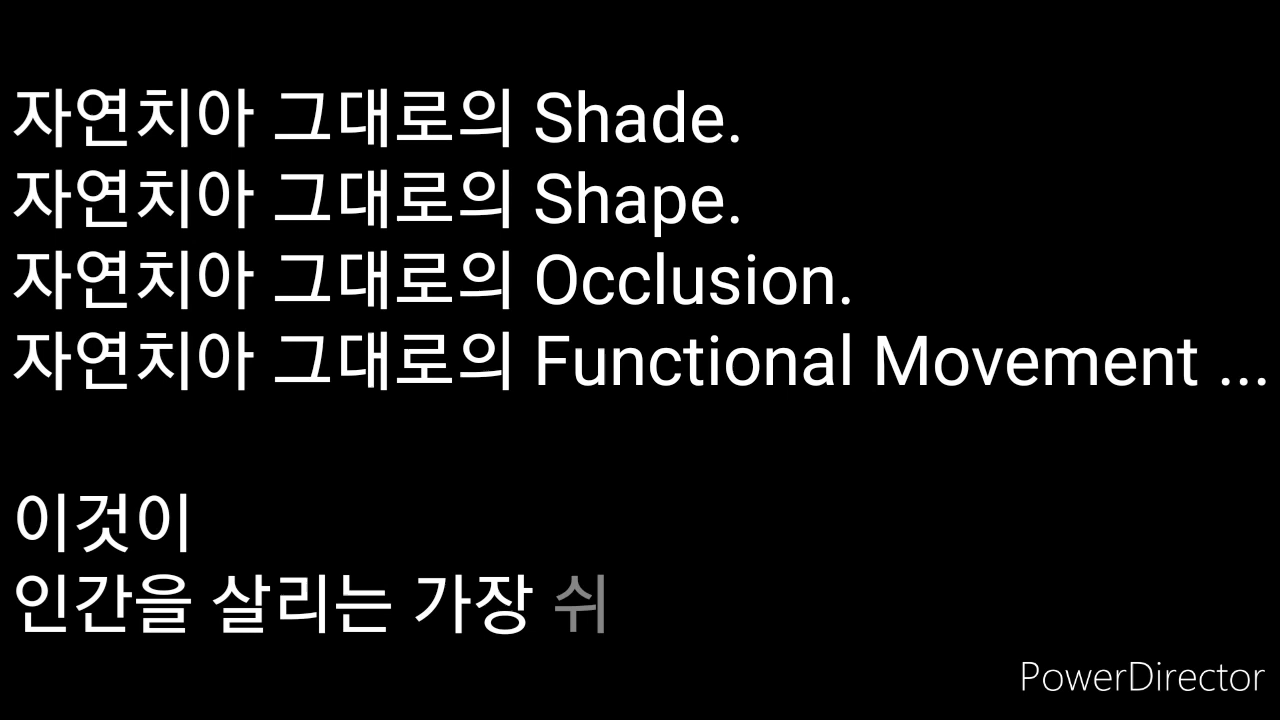 자연치아 그대로의 Shade.
자연치아 그대로의 Shape.
자연치아 그대로의 Occlusion.
자연치아 그대로의 Functional Movement ...
이것이
인간을 살리는 가장 쉬
PowerDirector